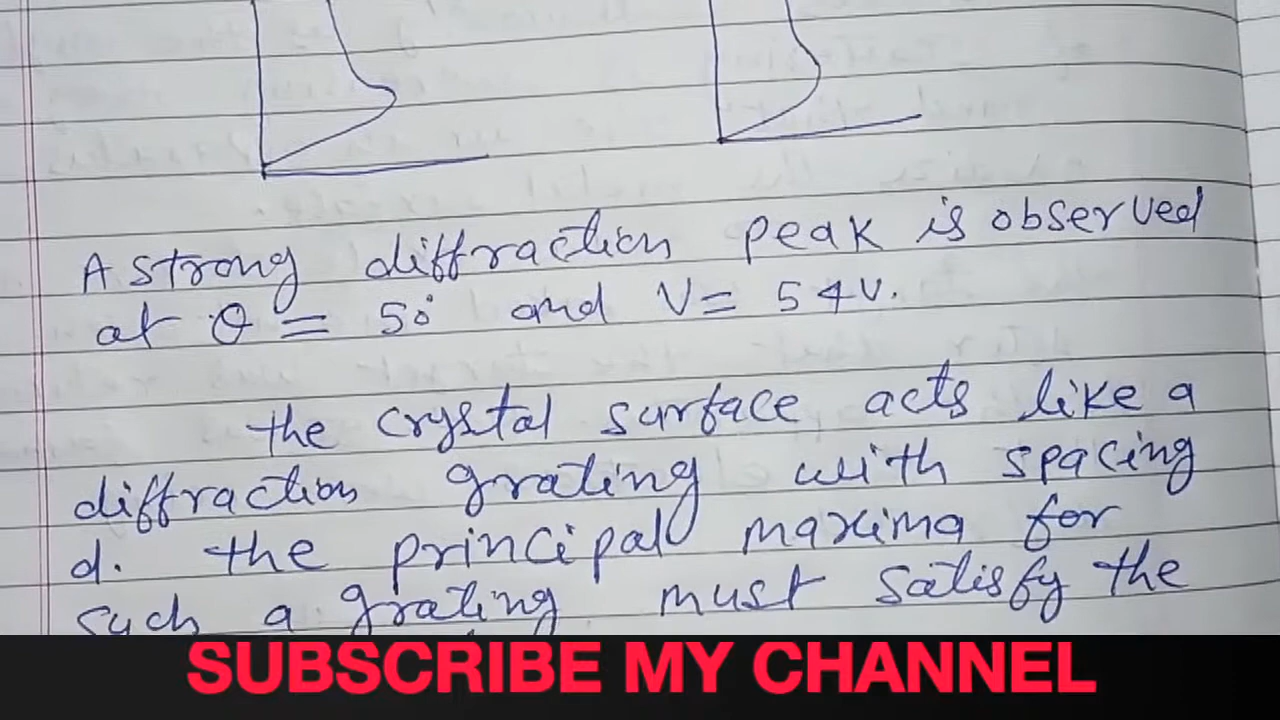 A strong diffraction peak is observed
at θ = 50° and V = 54V.
the crystal surface acts like a
diffraction grating with spacing
d. the principal maxima for
such a grating must satisfy the
SUBSCRIBE MY CHANNEL